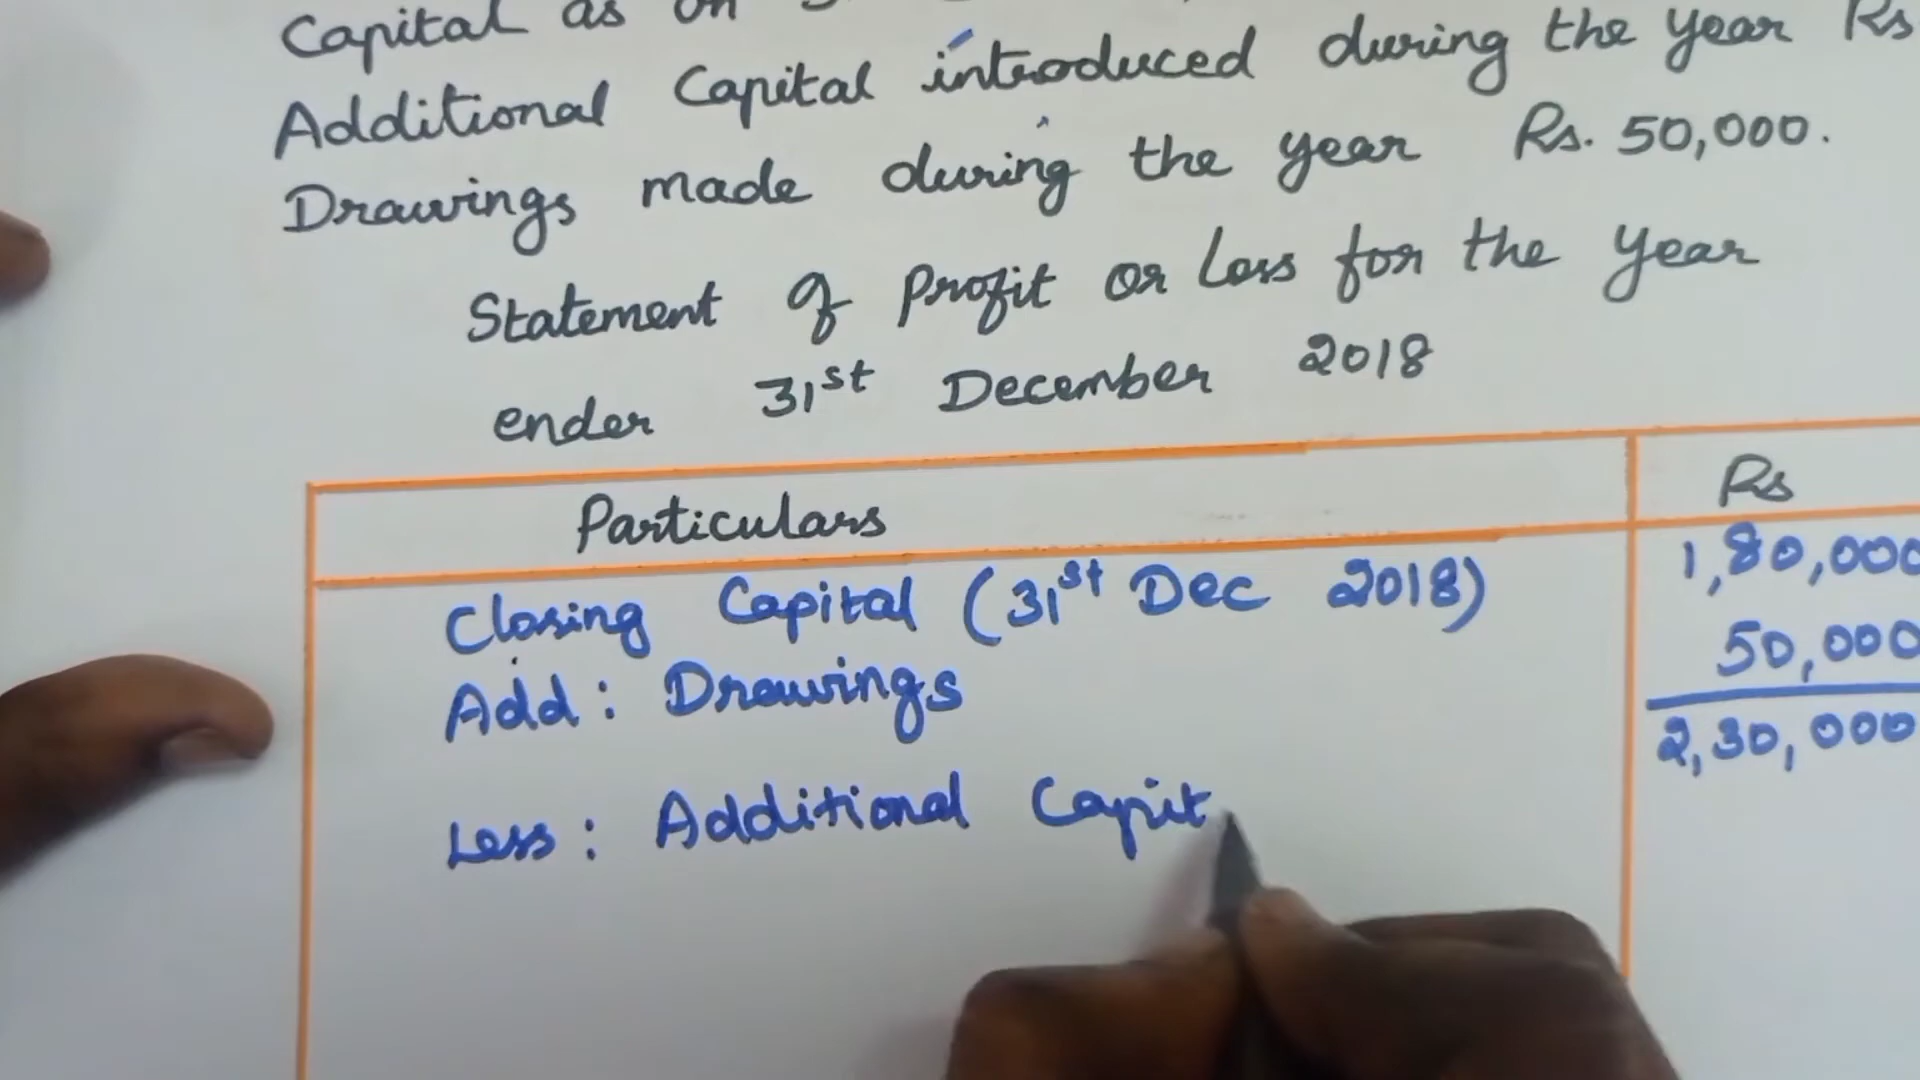 Capital as on
Additional Capital introduced during the year Rs
Drawings made during the year Rs. 50,000.
Statement of Profit or Loss for the Year
ender 31st December 2018
Particulars Rs
Closing Capital (31st Dec 2018) 1,80,000
Add: Drawings 50,000
2,30,000
Less: Additional Capit